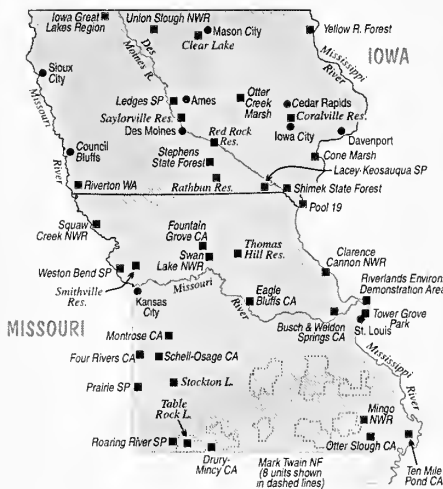 Iowa Great
Lakes Region
Union Slough NWR
Mason City
Clear Lake
Yellow R. Forest
Des
Moines R.
Mississippi
River
IOWA
Sioux
City
Missouri
River
Ledges SP
Ames
Otter
Creek
Marsh
Cedar Rapids
Coralville Res.
Saylorville Res.
Des Moines
Red Rock
Res.
Iowa City
Davenport
Council
Bluffs
Stephens
State Forest
Cone Marsh
Lacey-Keosauqua SP
Riverton WA
Rathbun Res.
Shimek State Forest
Pool 19
Squaw
Creek NWR
Fountain
Grove CA
Thomas
Hill Res.
Swan
Lake NWR
Clarence
Cannon NWR
Weston Bend SP
Smithville
Res.
Missouri
River
Kansas
City
Eagle
Bluffs CA
Riverlands Environ.
Demonstration Area
Tower Grove
Park
Busch & Weldon
Springs CA
St. Louis
MISSOURI
Montrose CA
Four Rivers CA
Schell-Osage CA
Mississippi
River
Prairie SP
Stockton L.
Table
Rock L.
Mingo
NWR
Roaring River SP
Otter Slough CA
Drury-
Mincy CA
Mark Twain NF
(8 units shown
in dashed lines)
Ten Mile
Pond CA